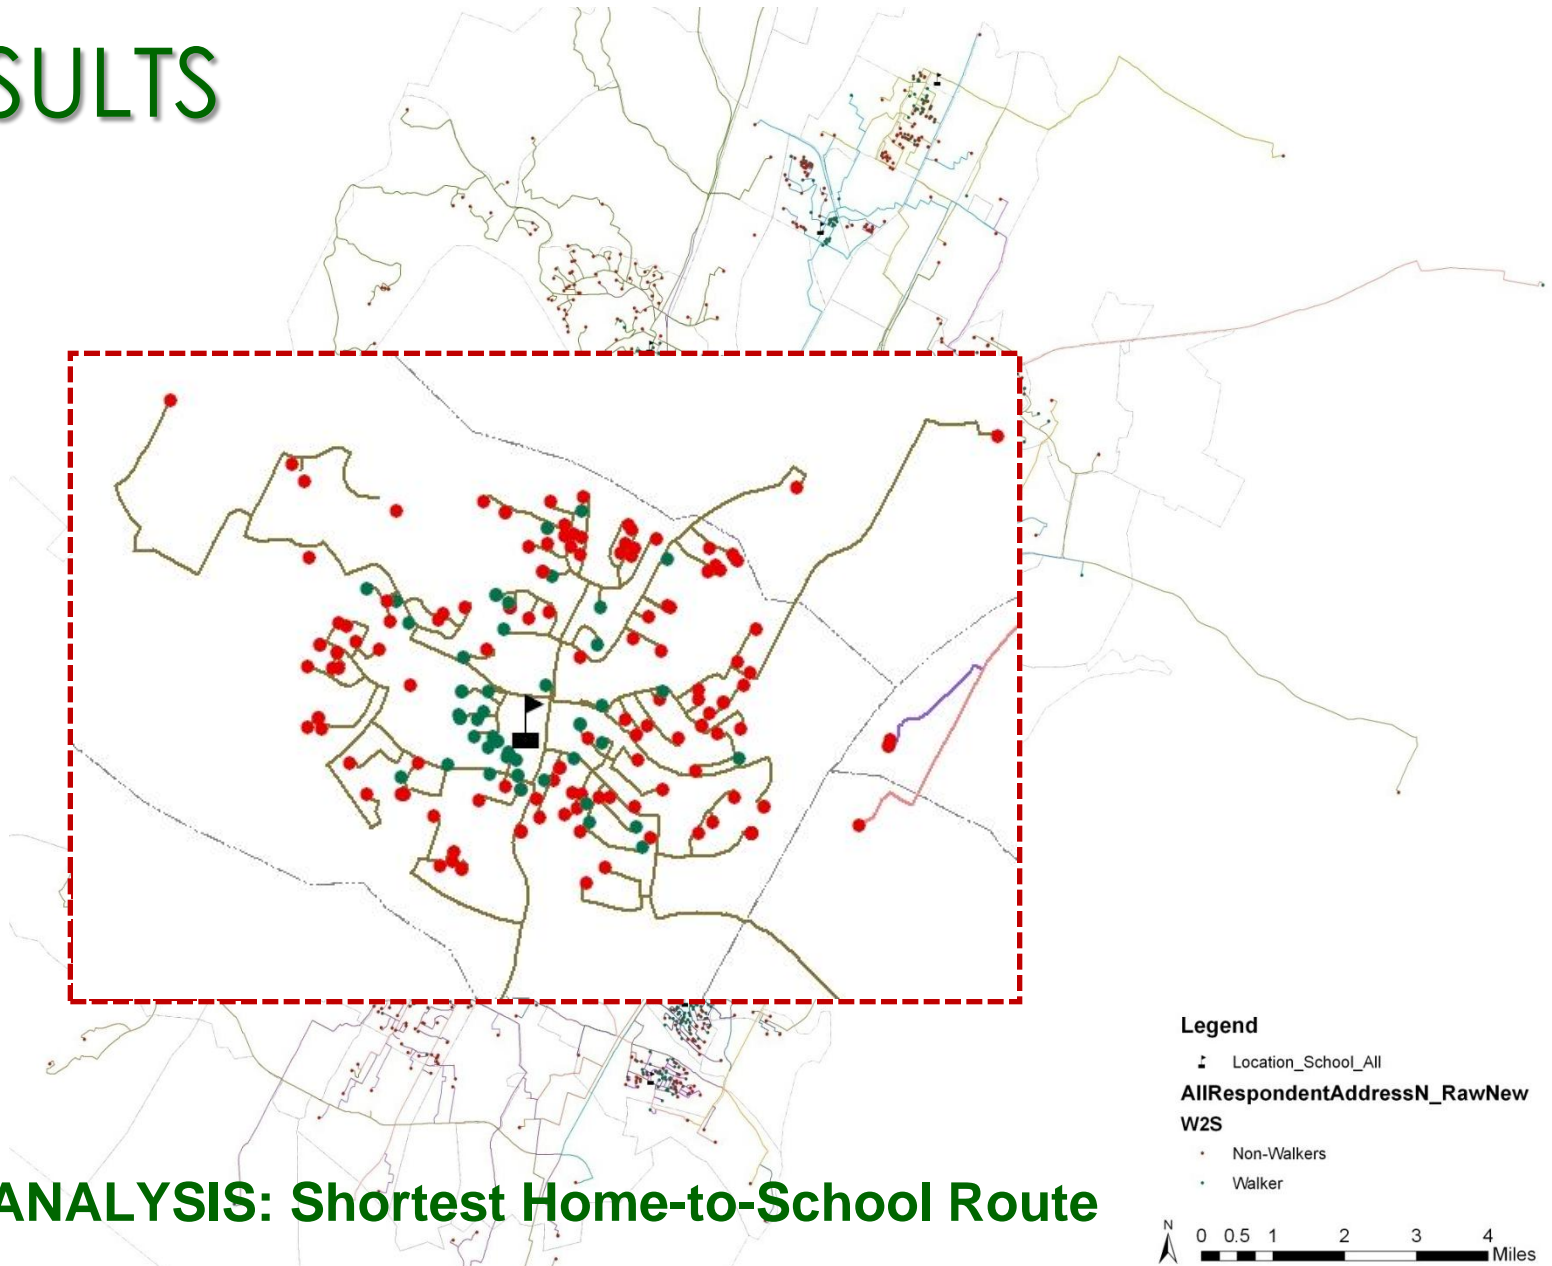 SULTS
Legend
Location_School_All
AllRespondentAddressN_RawNew
W2S
Non-Walkers
Walker
ANALYSIS: Shortest Home-to-School Route
N
0 0.5 1 2 3 4
Miles